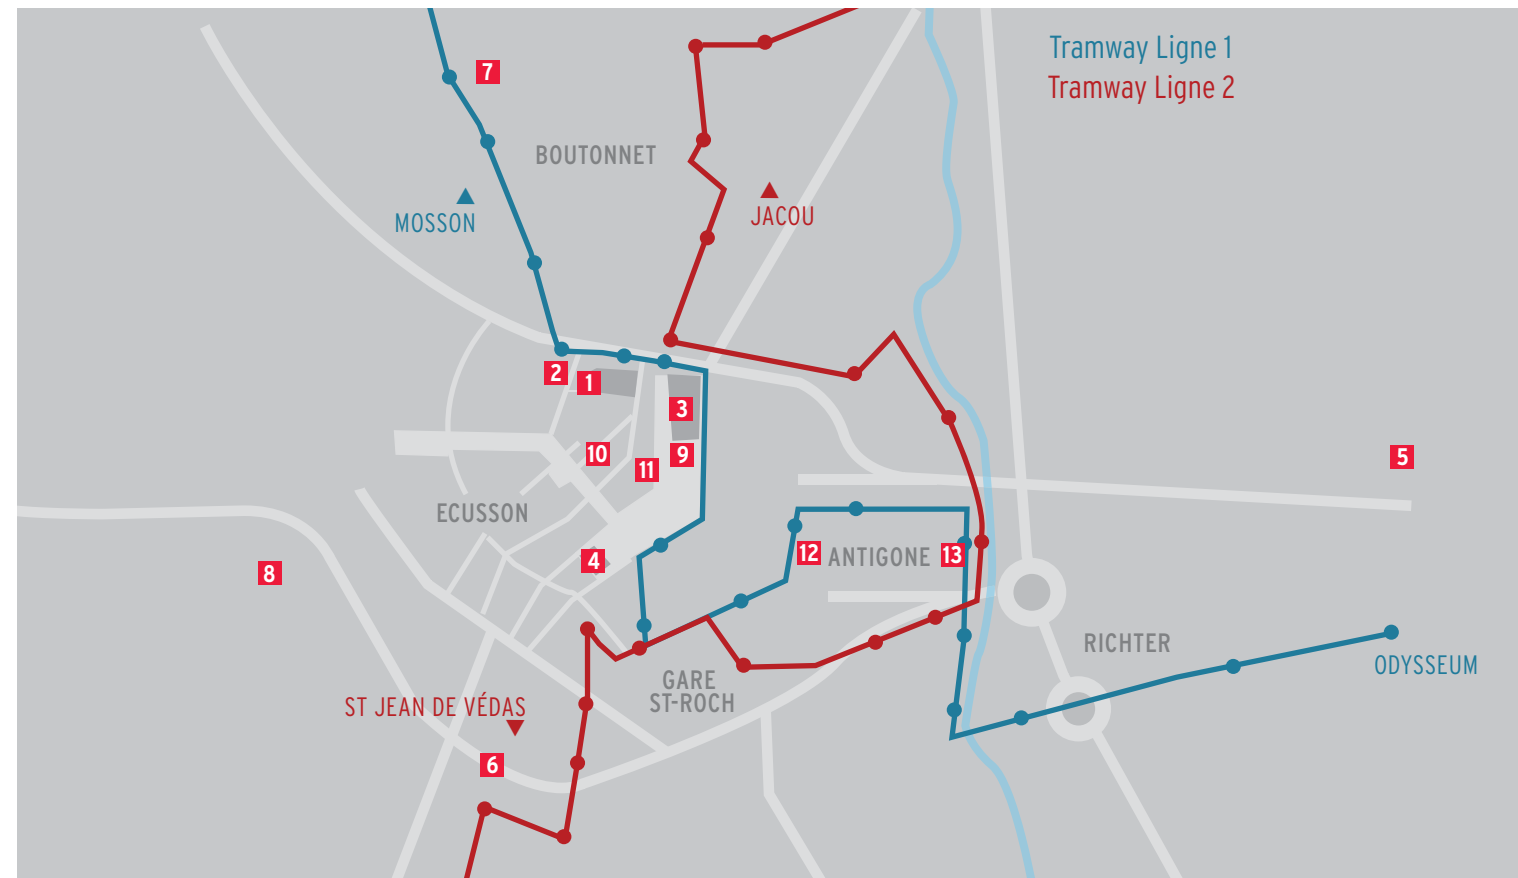 Tramway Ligne 1
Tramway Ligne 2
7
BOUTONNET
MOSSON
JACOU
2
1
3
10
9
11
5
ECUSSON
4
12
ANTIGONE
13
8
RICHTER
ODYSSEUM
GARE
ST-ROCH
ST JEAN DE VÉDAS
6